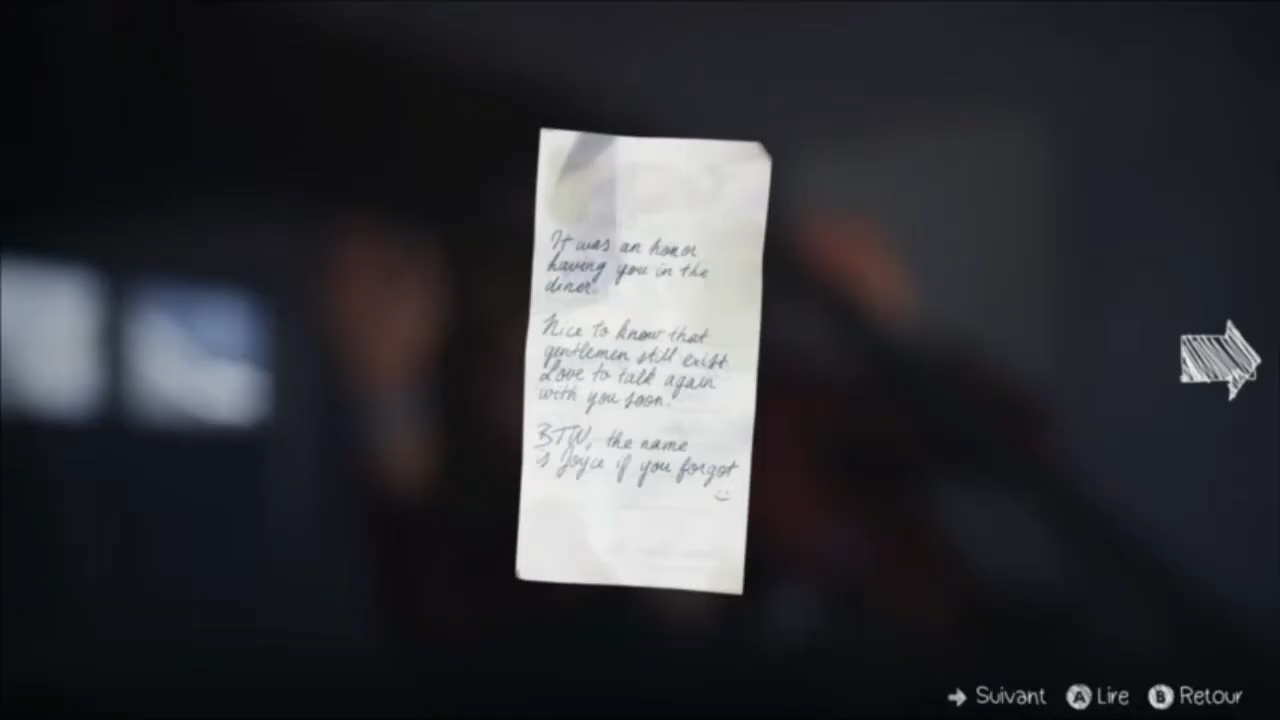 It was an honor
having you in the
diner.
Nice to know that
gentlemen still exist.
Love to talk again
with you soon.
BTW, the name
is Joyce if you forgot
Suivant
A Lire
B Retour